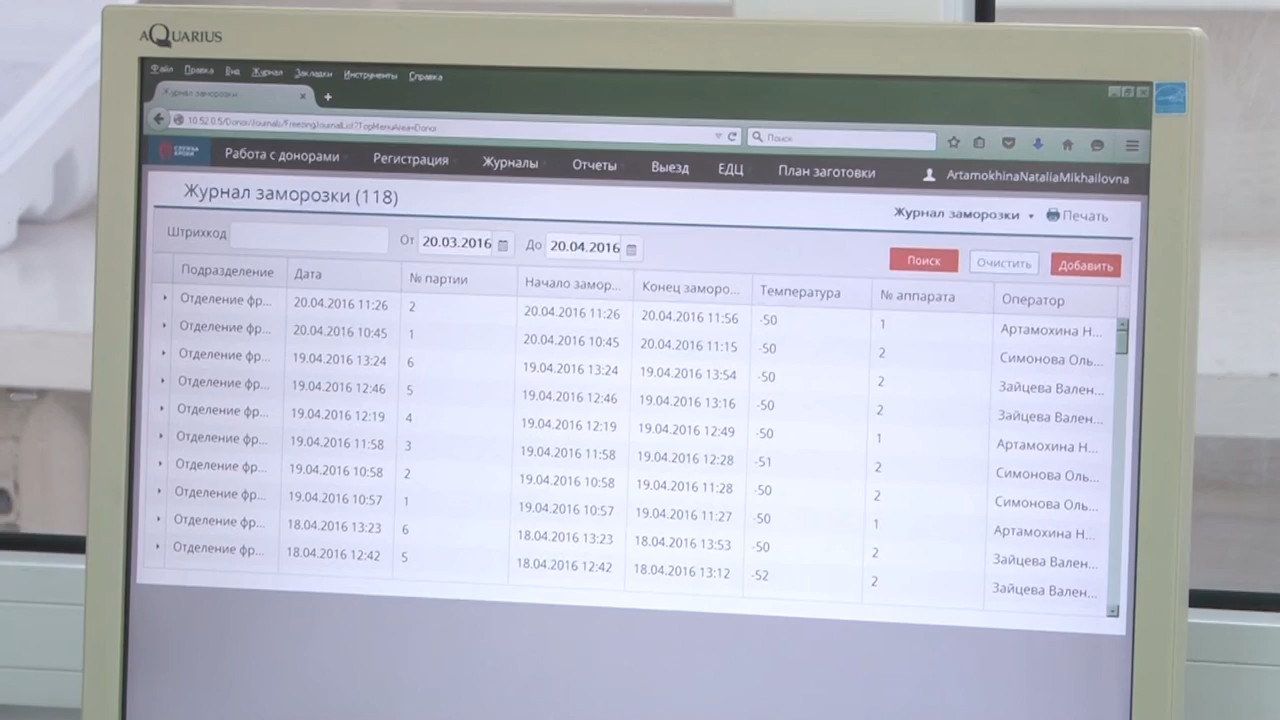 AQUARIUS
Файл Правка Вид Журнал Закладки Инструменты Справка
Журнал заморозки × +
10.52.0.5/Donor/Journals/FreezingJournalList?TopMenuArea=Donor Поиск
СЛУЖБА КРОВИ Работа с донорами Регистрация Журналы Отчеты Выезд ЕДЦ План заготовки ArtamokhinaNataliaMikhailovna
Журнал заморозки (118)
Журнал заморозки Печать
Штрихкод От 20.03.2016 До 20.04.2016 Поиск Очистить Добавить
Подразделение Дата № партии Начало замор... Конец заморо... Температура № аппарата Оператор
Отделение фр... 20.04.2016 11:26 2 20.04.2016 11:26 20.04.2016 11:56 -50 1 Артамохина Н...
Отделение фр... 20.04.2016 10:45 1 20.04.2016 10:45 20.04.2016 11:15 -50 2 Симонова Оль...
Отделение фр... 19.04.2016 13:24 6 19.04.2016 13:24 19.04.2016 13:54 -50 2 Зайцева Вален...
Отделение фр... 19.04.2016 12:46 5 19.04.2016 12:46 19.04.2016 13:16 -50 2 Зайцева Вален...
Отделение фр... 19.04.2016 12:19 4 19.04.2016 12:19 19.04.2016 12:49 -50 1 Артамохина Н...
Отделение фр... 19.04.2016 11:58 3 19.04.2016 11:58 19.04.2016 12:28 -51 2 Симонова Оль...
Отделение фр... 19.04.2016 10:58 2 19.04.2016 10:58 19.04.2016 11:28 -50 2 Симонова Оль...
Отделение фр... 19.04.2016 10:57 1 19.04.2016 10:57 19.04.2016 11:27 -50 1 Артамохина Н...
Отделение фр... 18.04.2016 13:23 6 18.04.2016 13:23 18.04.2016 13:53 -50 2 Зайцева Вален...
Отделение фр... 18.04.2016 12:42 5 18.04.2016 12:42 18.04.2016 13:12 -52 2 Зайцева Вален...